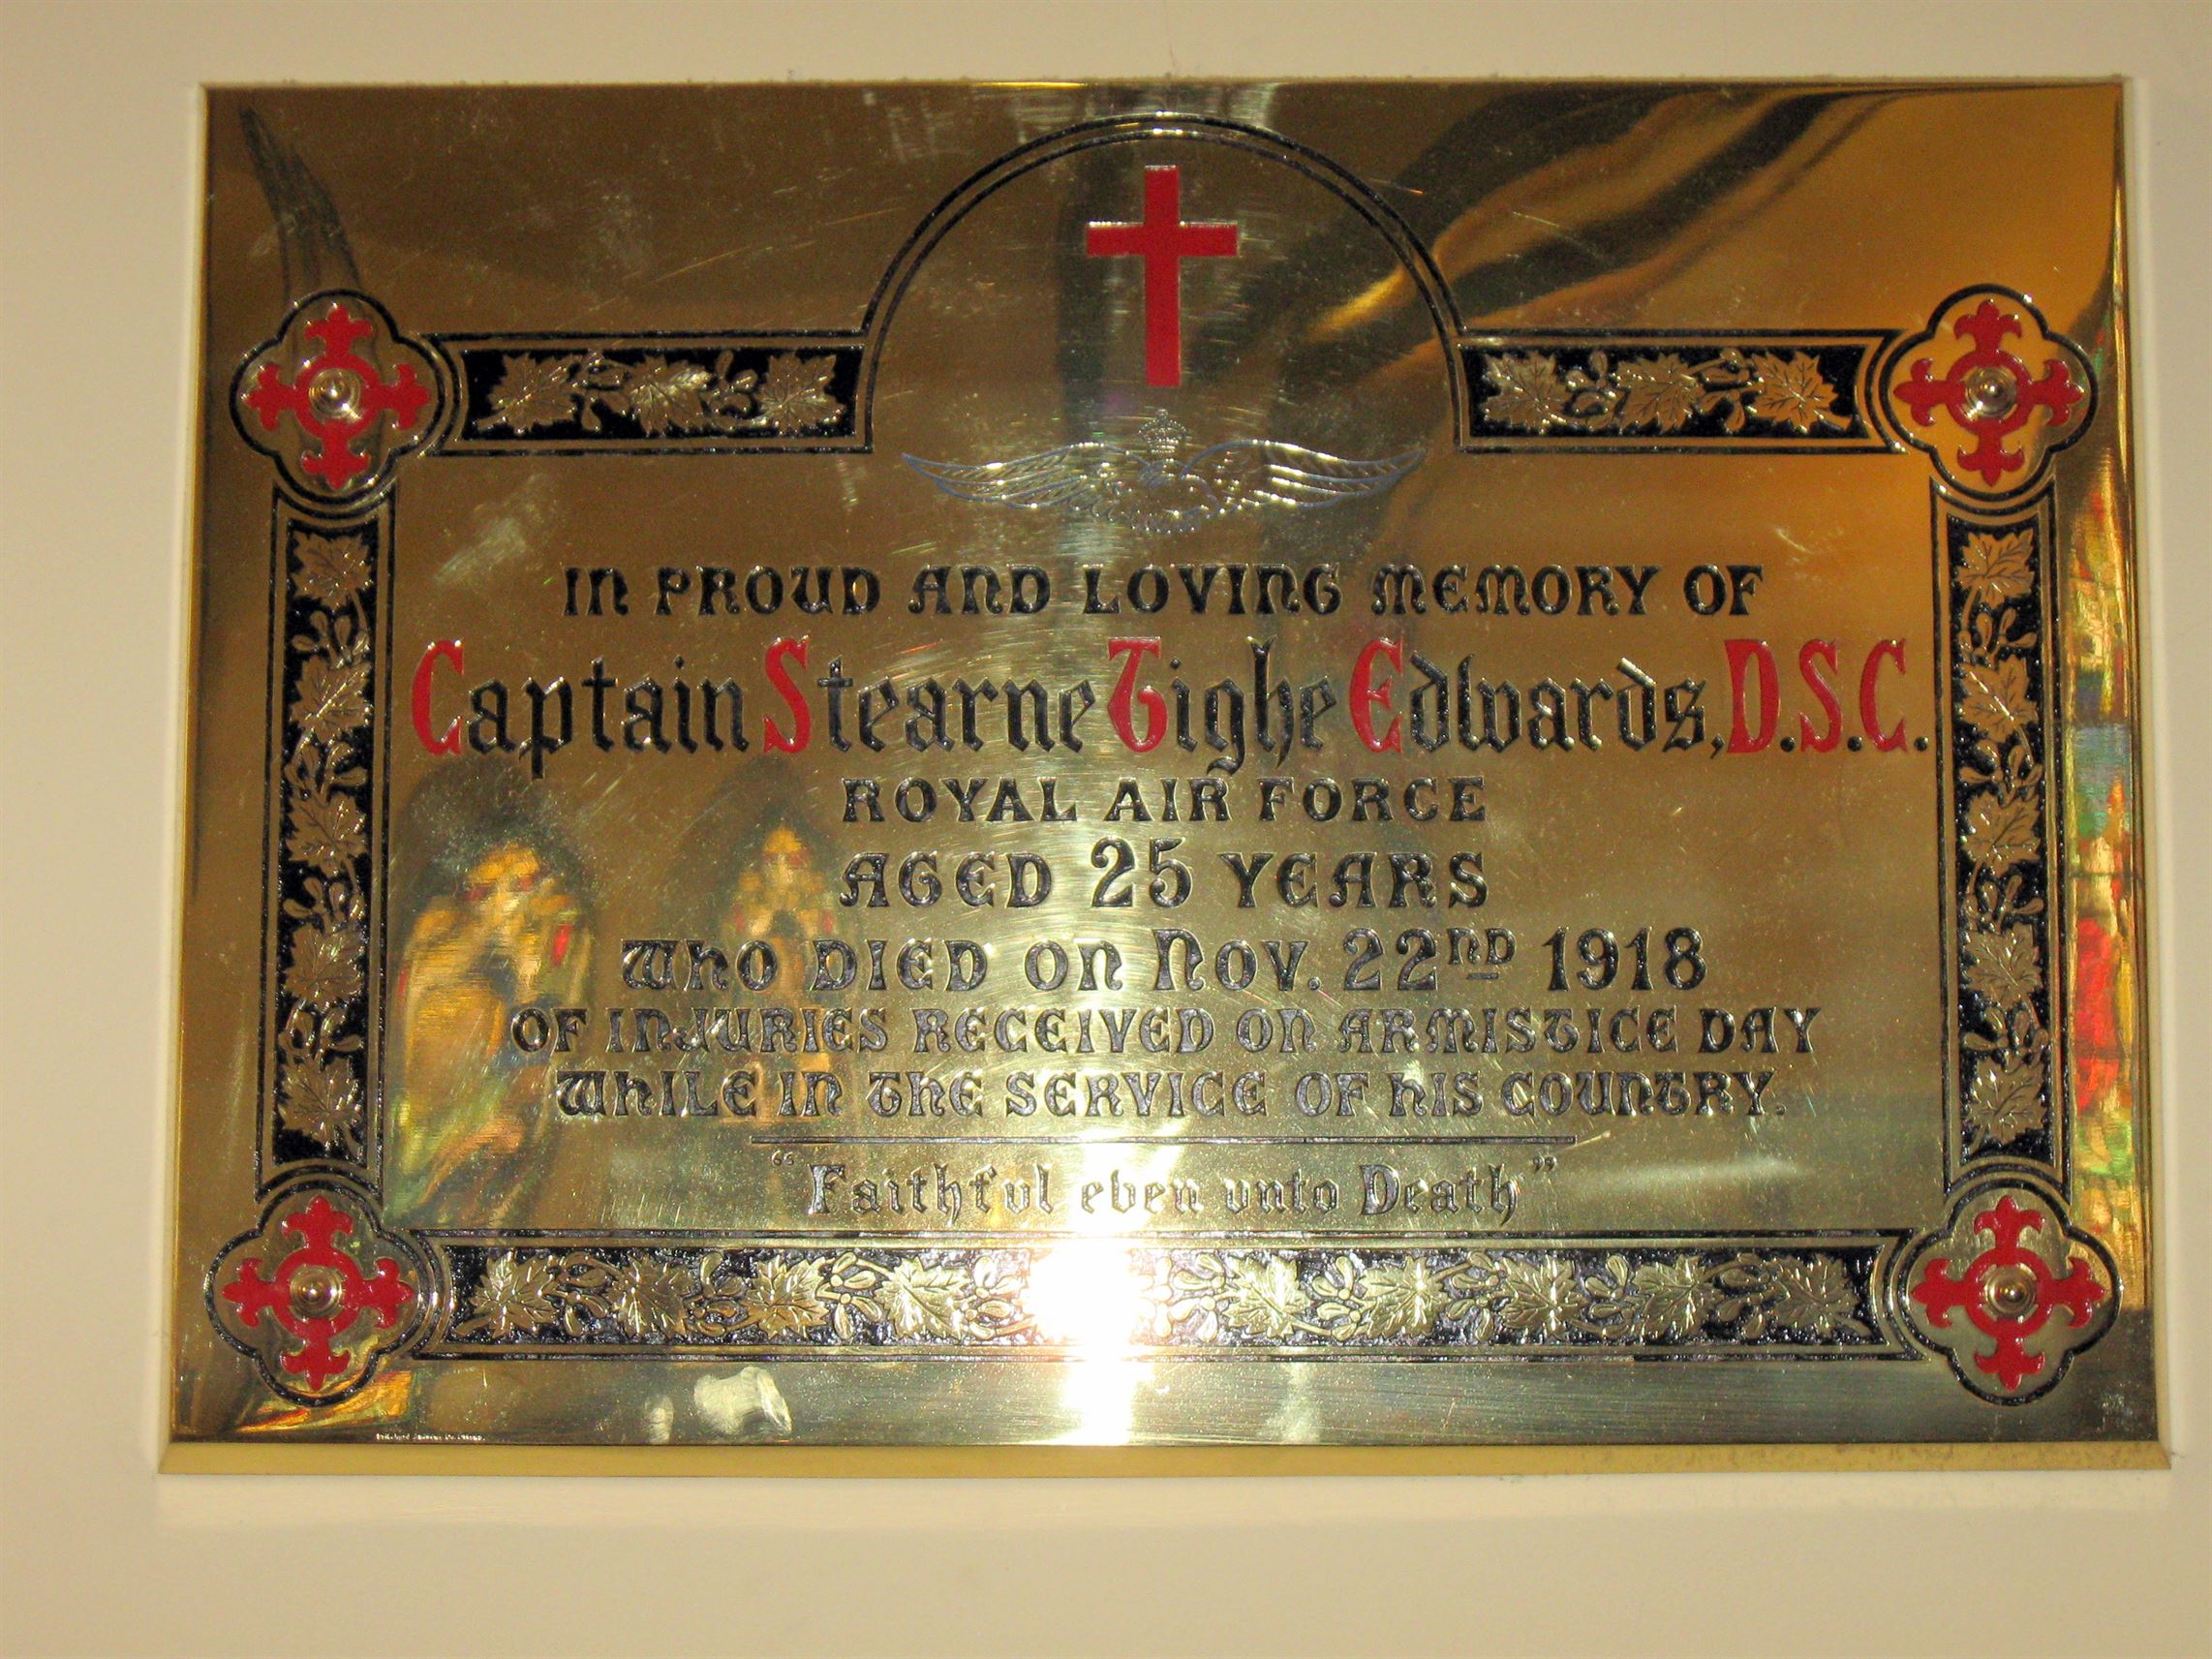 IN PROUD AND LOVING MEMORY OF
Captain Stearne Tighe Edwards, D.S.C.
ROYAL AIR FORCE
AGED 25 YEARS
WHO DIED ON NOV. 22ND 1918
OF INJURIES RECEIVED ON ARMISTICE DAY
WHILE IN THE SERVICE OF HIS COUNTRY.
"Faithful even unto Death"